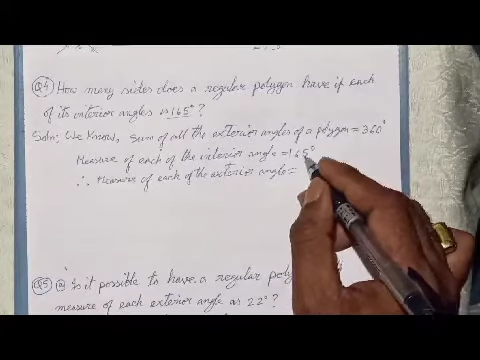 Q4 How many sides does a regular polygon have if each
of its interior angles is 165°?
Soln: We know, sum of all the exterior angles of a polygon = 360°
Measure of each of the interior angle = 165°
∴ Measure of each of the exterior angle =
Q5 a Is it possible to have a regular
measure of each exterior angle as 22°?